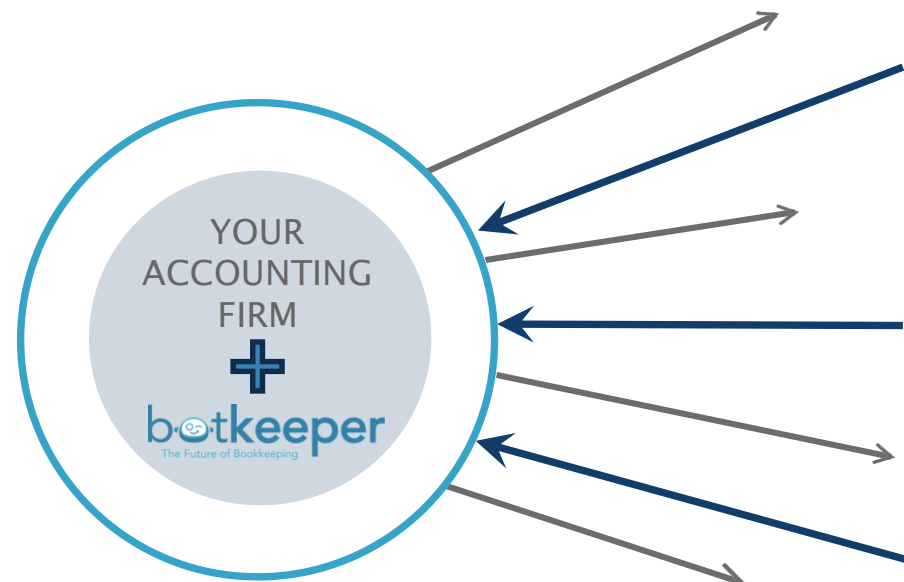 YOUR
ACCOUNTING
FIRM
botkeeper
The Future of Bookkeeping